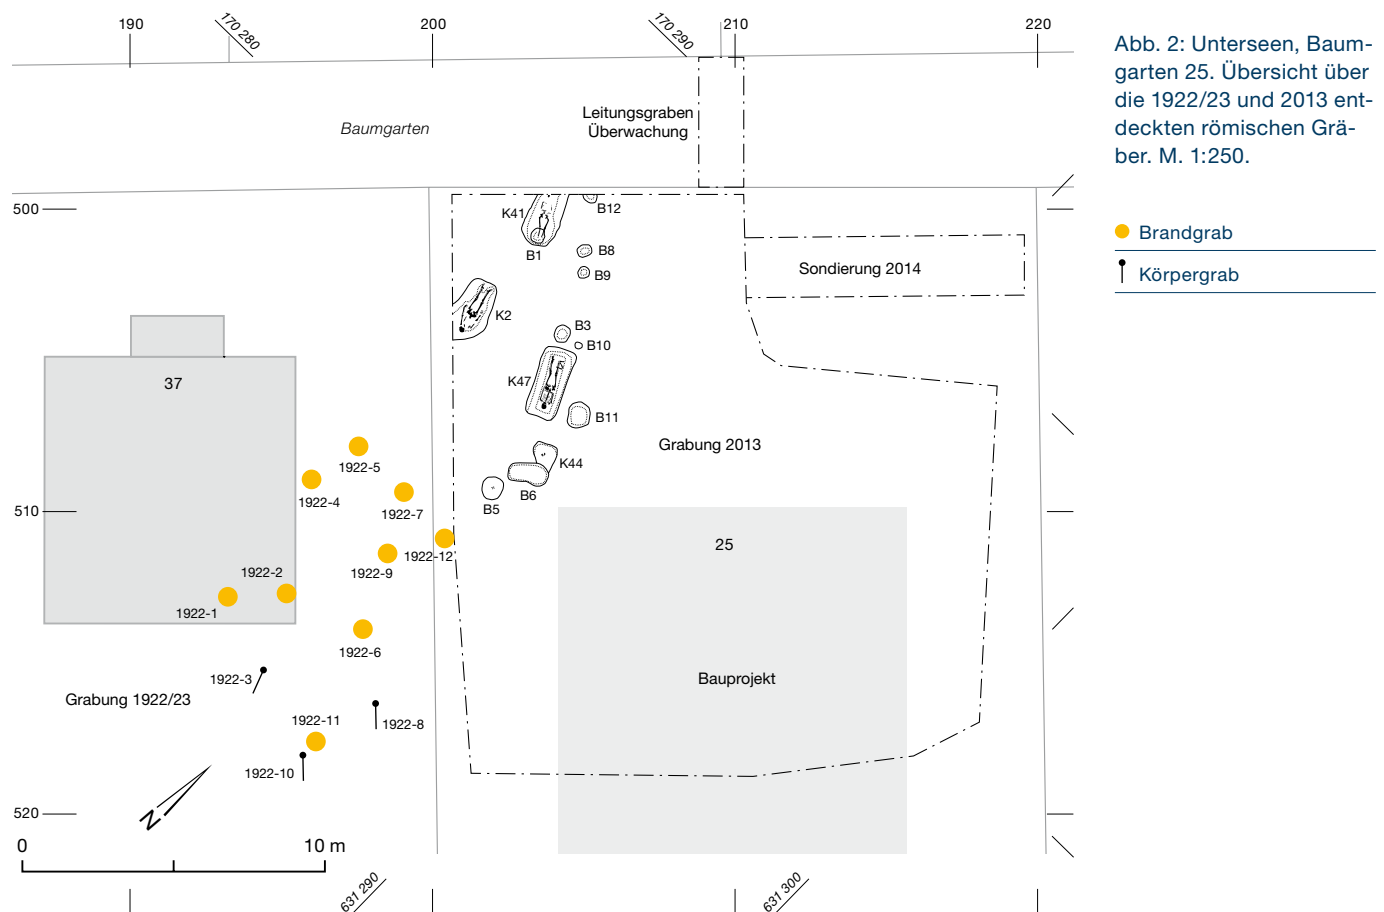 190
170 280
200
170 290
210
220
Abb. 2: Unterseen, Baum-
garten 25. Übersicht über
die 1922/23 und 2013 ent-
deckten römischen Grä-
ber. M. 1:250.
Brandgrab
Körpergrab
Baumgarten
Leitungsgraben
Überwachung
500
K41
B12
B1
B8
B9
Sondierung 2014
K2
B3
B10
K47
B11
37
Grabung 2013
K44
B6
B5
1922-5
1922-4
1922-7
510
1922-12
1922-9
25
1922-2
1922-1
1922-6
1922-3
Bauprojekt
Grabung 1922/23
1922-11
1922-8
1922-10
N
520
0
10 m
631 290
631 300